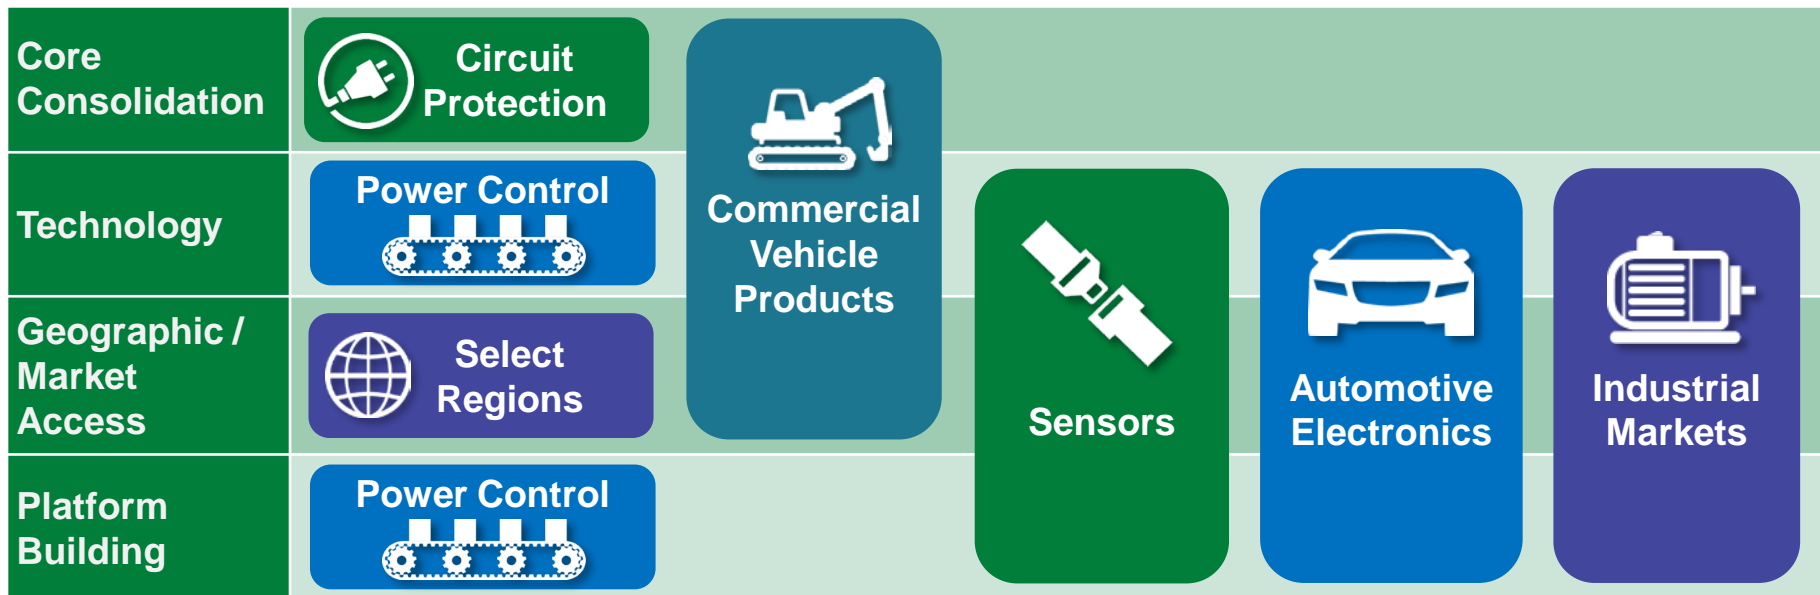 Core
Consolidation
Circuit
Protection
Technology
Power Control
Geographic /
Market
Access
Select
Regions
Platform
Building
Power Control
Commercial
Vehicle
Products
Sensors
Automotive
Electronics
Industrial
Markets